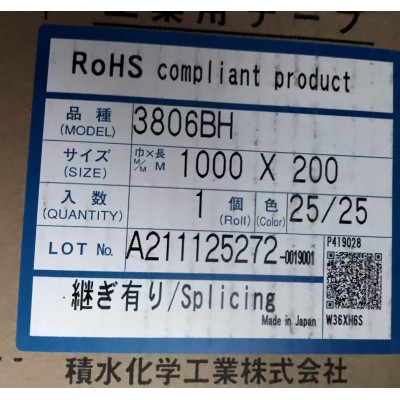 工業用テープ
RoHS compliant product
品種 (MODEL) 3806BH
サイズ (SIZE) 巾×長 M/M M 1000 X 200
入数 (QUANTITY) 1 個 (Roll) 色 (Color) 25/25
LOT No. A211125272-0019001
P419028
継ぎ有り/Splicing
Made in Japan
W36XH6S
積水化学工業株式会社